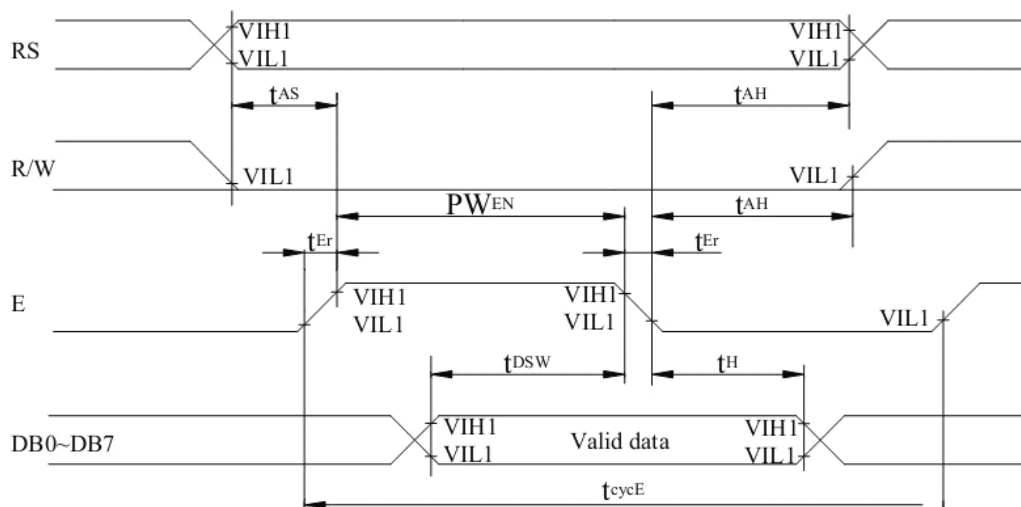 RS
VIH1
VIH1
VIL1
VIL1
tAS
tAH
R/W
VIL1
VIL1
PWEN
tAH
tEr
tEr
E
VIH1
VIH1
VIL1
VIL1
VIL1
tDSW
tH
DB0~DB7
VIH1
Valid data
VIH1
VIL1
VIL1
tcycE